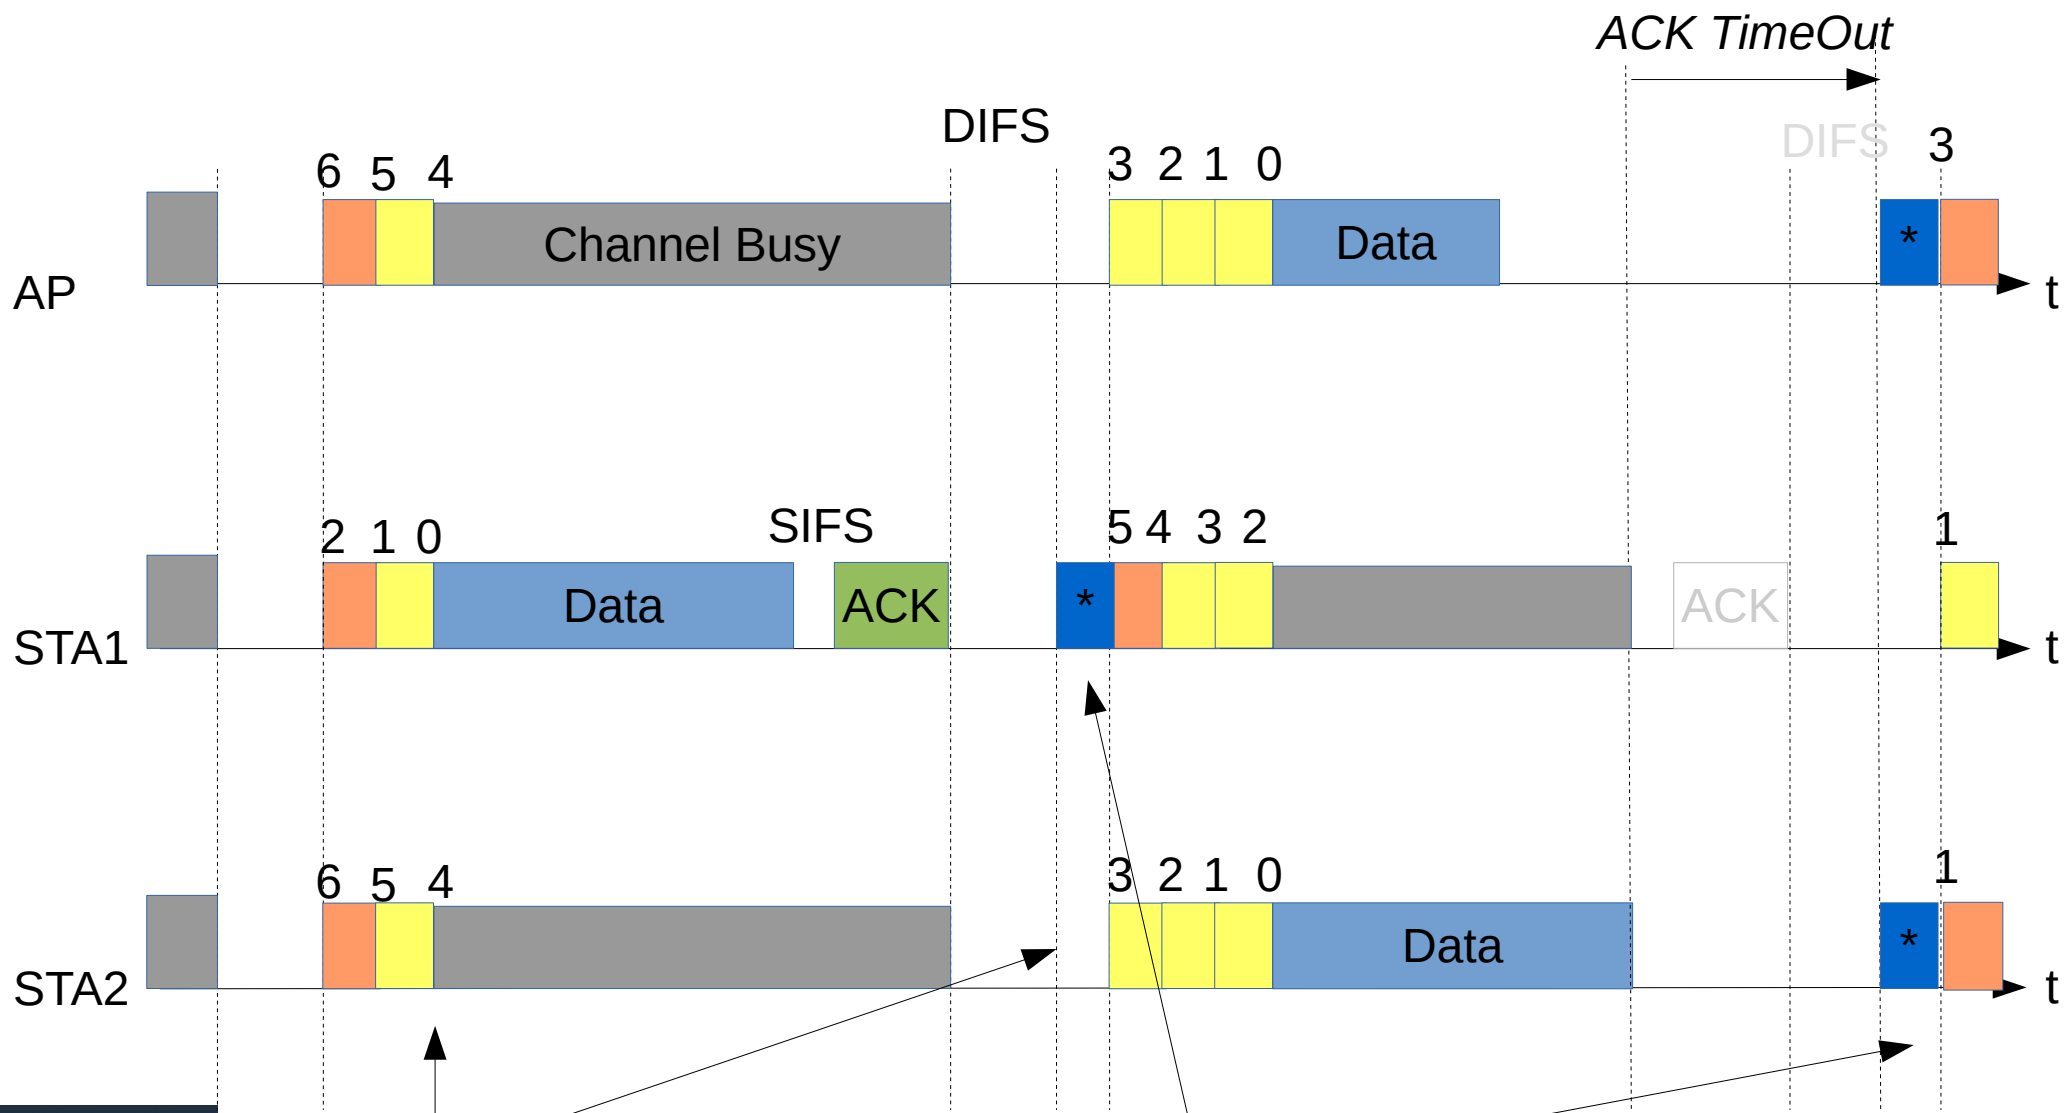 ACK TimeOut
DIFS
DIFS
6 5 4
3 2 1 0
3
Channel Busy
Data
*
AP
t
SIFS
2 1 0
5 4 3 2
1
Data
ACK
*
ACK
STA1
t
6 5 4
3 2 1 0
1
Data
*
STA2
t